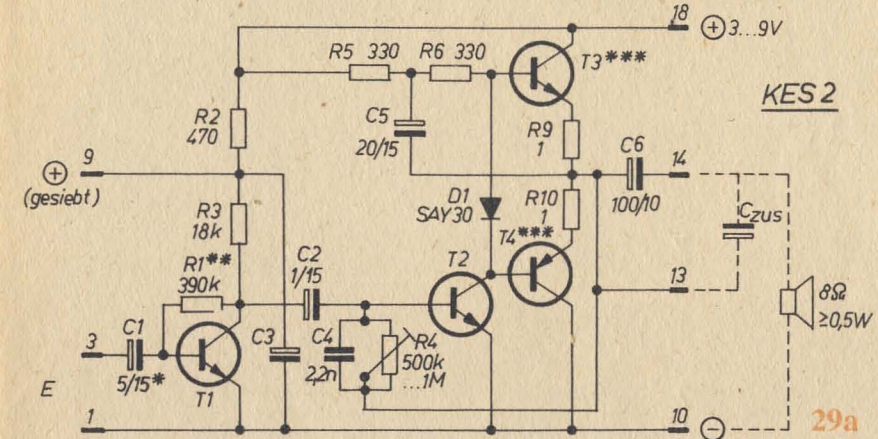 18
+ 3...9V
R5 330
R6 330
T3***
KES 2
R2
470
C5
20/15
R9
1
C6
100/10
14
9
+
(gesiebt)
D1
SAY30
R10
1
Czus
R3
18k
T4***
R1**
390k
C2
1/15
T2
13
8Ω
≥0,5W
3
C1
5/15*
C3
C4
2,2n
R4
500k
...1M
E
T1
1
10
−
29a